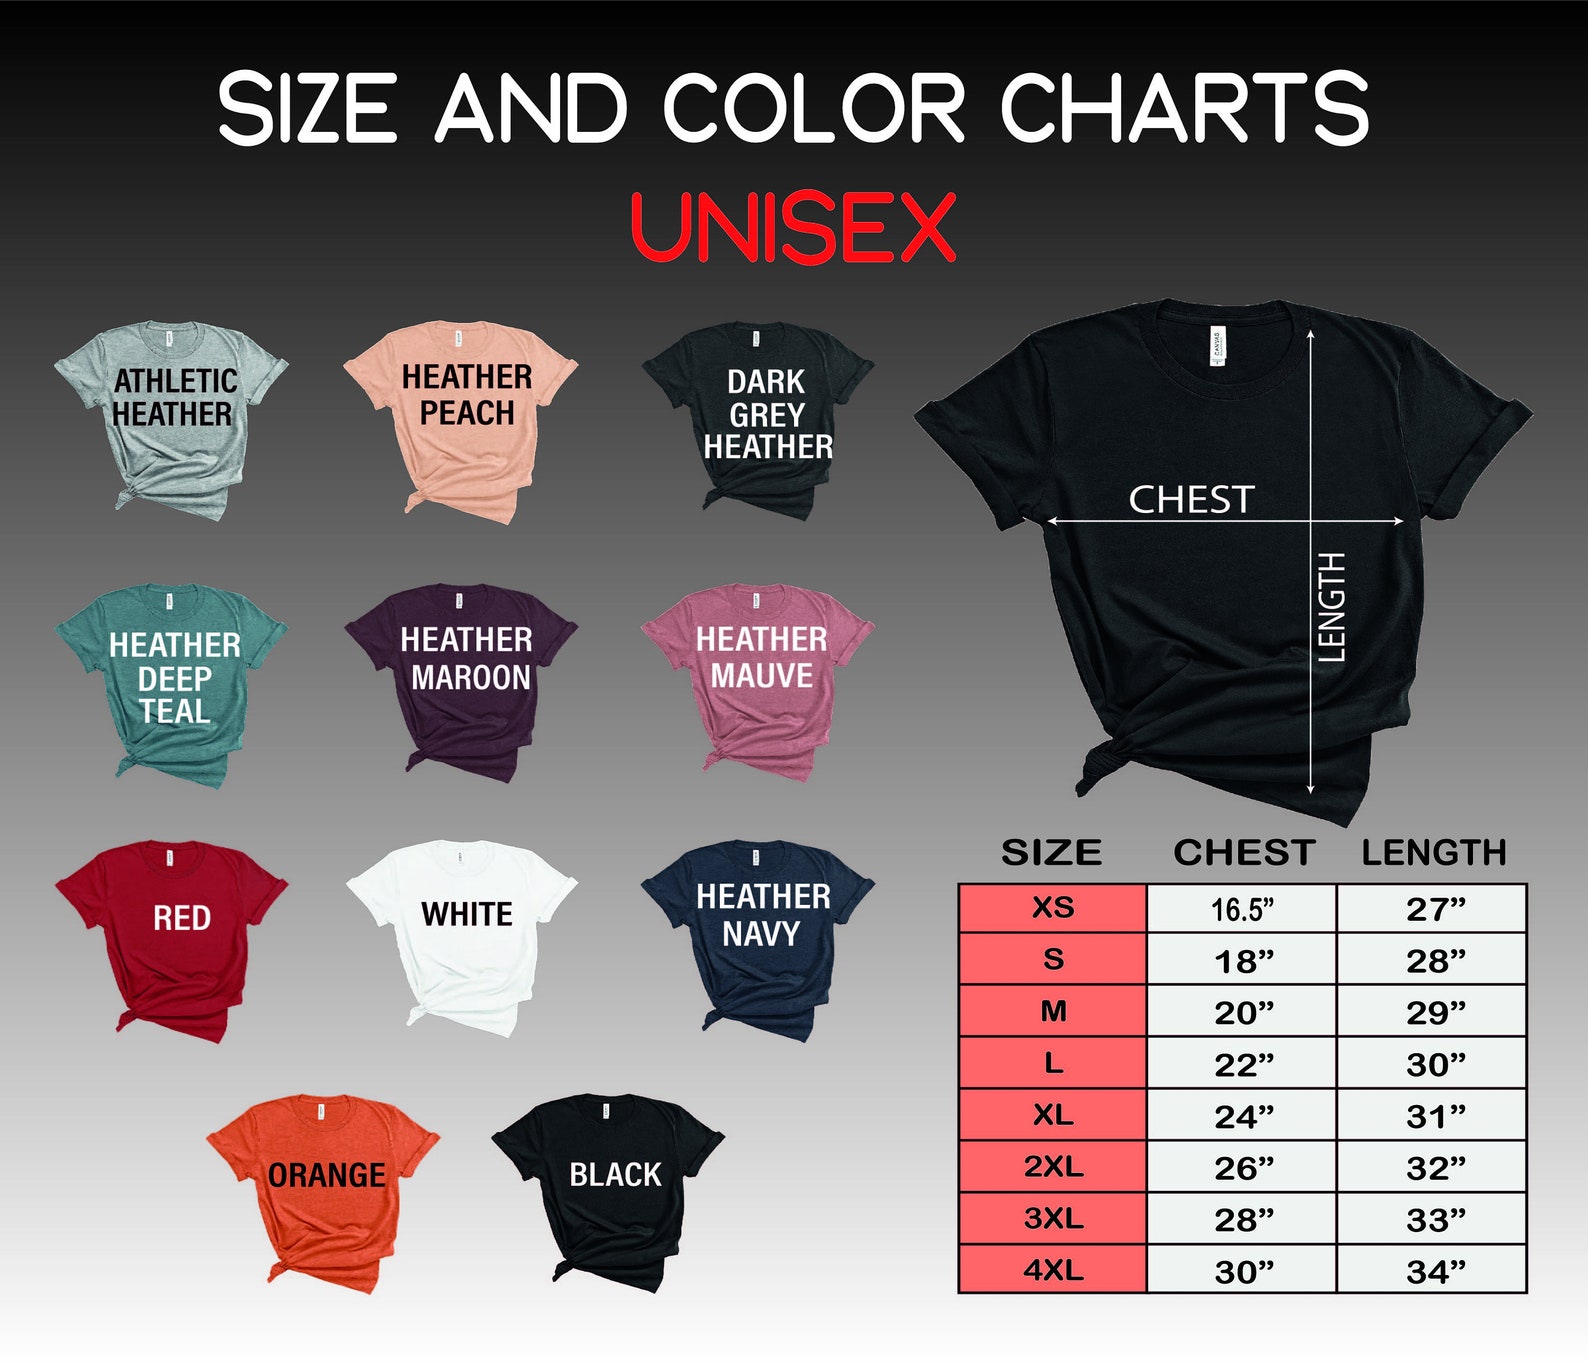 SIZE AND COLOR CHARTS
UNISEX
ATHLETIC
HEATHER
HEATHER
PEACH
DARK
GREY
HEATHER
HEATHER
DEEP
TEAL
HEATHER
MAROON
HEATHER
MAUVE
RED
WHITE
HEATHER
NAVY
ORANGE
BLACK
CANVAS
CHEST
LENGTH
SIZE CHEST LENGTH
XS 16.5” 27”
S 18” 28”
M 20” 29”
L 22” 30”
XL 24” 31”
2XL 26” 32”
3XL 28” 33”
4XL 30” 34”